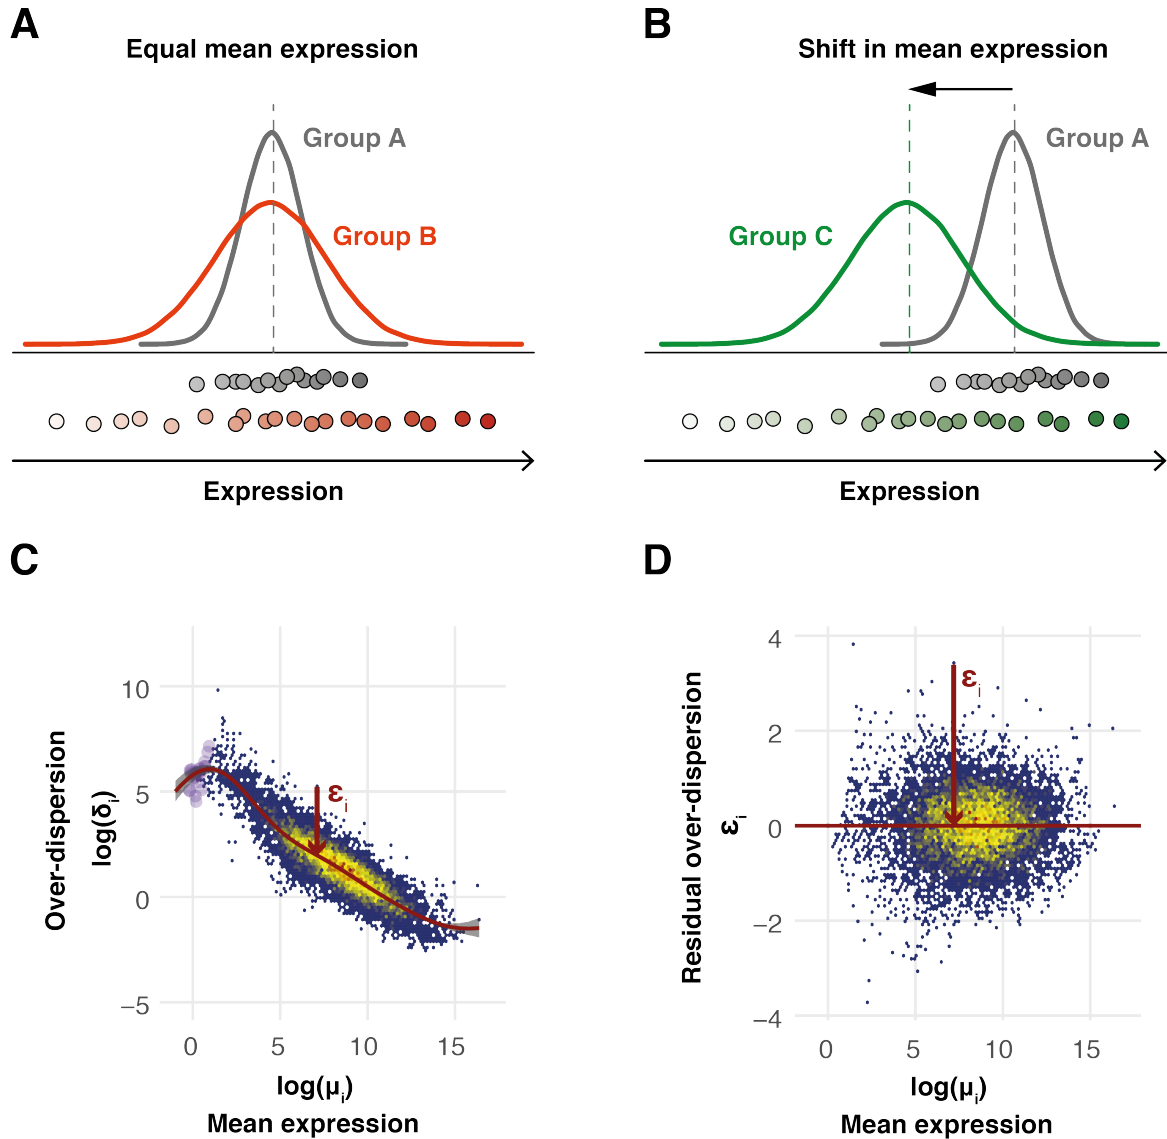 A
Equal mean expression
Group A
Group B
Expression
B
Shift in mean expression
Group A
Group C
Expression
C
Over-dispersion
log(δi)
10
5
0
−5
εi
0
5
10
15
log(μi)
Mean expression
D
Residual over-dispersion
εi
4
2
0
−2
−4
εi
0
5
10
15
log(μi)
Mean expression